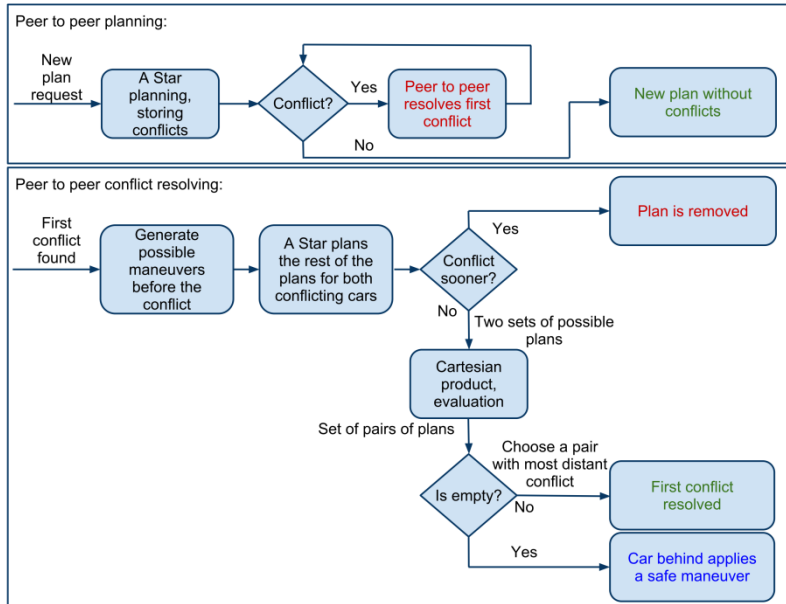 Peer to peer planning:
New
plan
request
A Star
planning,
storing
conflicts
Conflict?
Yes
Peer to peer
resolves first
conflict
No
New plan without
conflicts
Peer to peer conflict resolving:
First
conflict
found
Generate
possible
maneuvers
before the
conflict
A Star plans
the rest of the
plans for both
conflicting cars
Conflict
sooner?
Yes
Plan is removed
No
Two sets of possible
plans
Cartesian
product,
evaluation
Set of pairs of plans
Is empty?
Choose a pair
with most distant
conflict
No
First conflict
resolved
Yes
Car behind applies
a safe maneuver